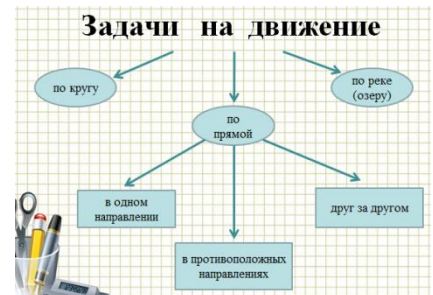 Задачи на движение
по кругу
по реке
(озеру)
по
прямой
в одном
направлении
друг за другом
в противоположных
направлениях